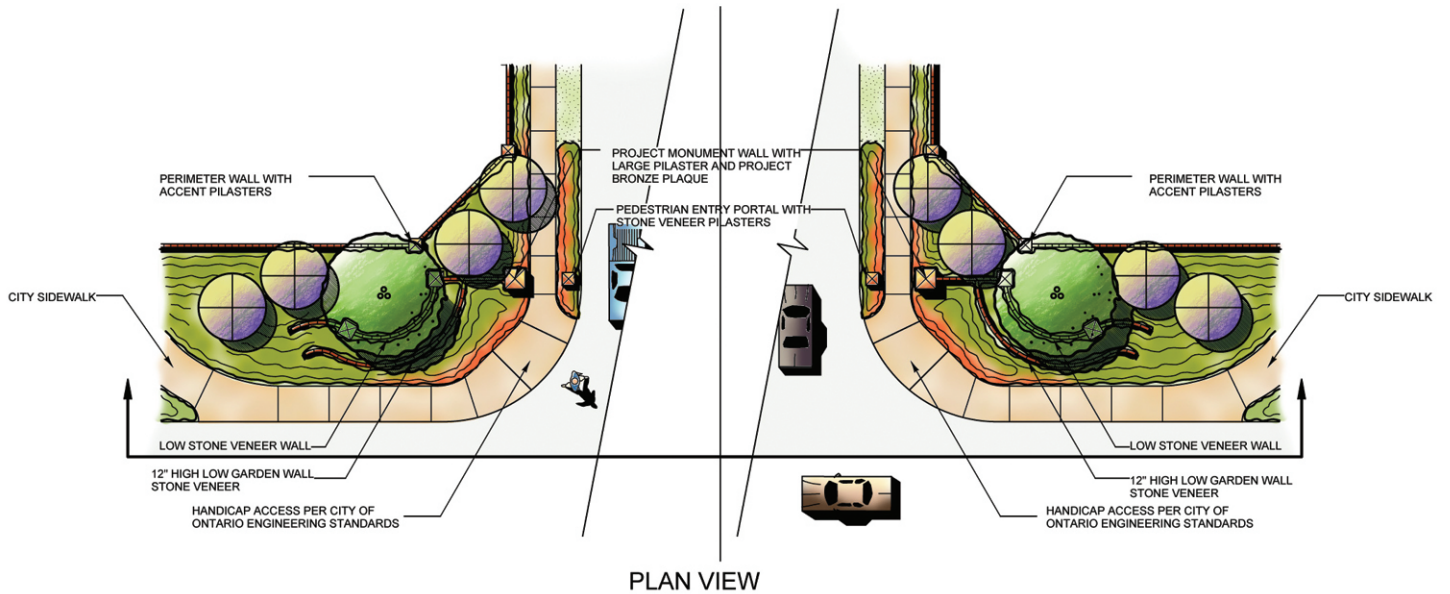 PROJECT MONUMENT WALL WITH
LARGE PILASTER AND PROJECT
BRONZE PLAQUE
PERIMETER WALL WITH
ACCENT PILASTERS
PERIMETER WALL WITH
ACCENT PILASTERS
PEDESTRIAN ENTRY PORTAL WITH
STONE VENEER PILASTERS
CITY SIDEWALK
CITY SIDEWALK
LOW STONE VENEER WALL
LOW STONE VENEER WALL
12" HIGH LOW GARDEN WALL
STONE VENEER
12" HIGH LOW GARDEN WALL
STONE VENEER
HANDICAP ACCESS PER CITY OF
ONTARIO ENGINEERING STANDARDS
HANDICAP ACCESS PER CITY OF
ONTARIO ENGINEERING STANDARDS
PLAN VIEW